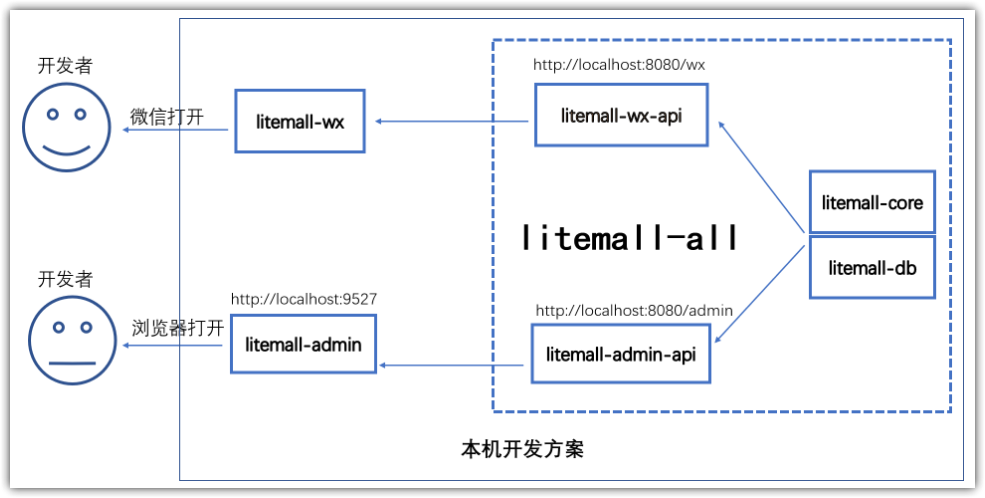 开发者
微信打开
litemall-wx
http://localhost:8080/wx
litemall-wx-api
litemall-core
litemall-db
litemall-all
开发者
浏览器打开
http://localhost:9527
litemall-admin
http://localhost:8080/admin
litemall-admin-api
本机开发方案